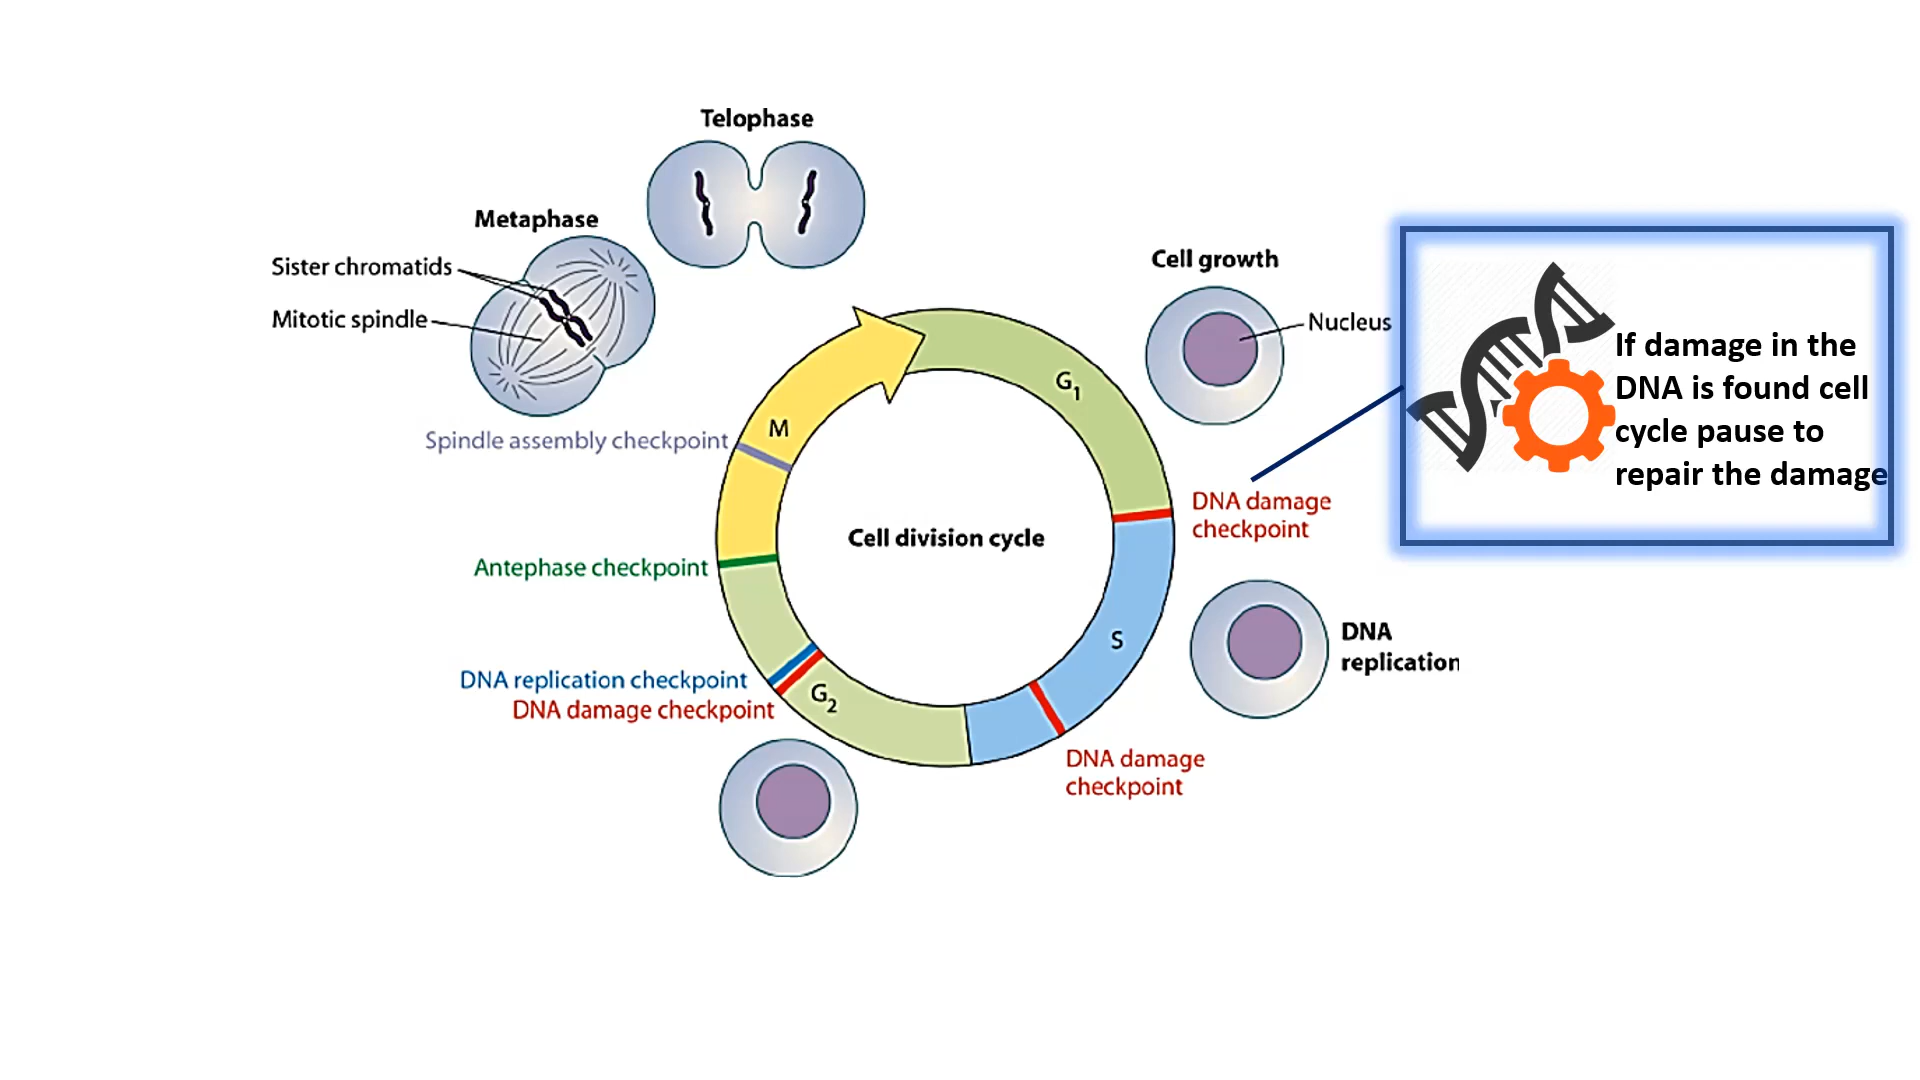 Telophase
Metaphase
Sister chromatids
Mitotic spindle
Cell growth
Nucleus
If damage in the
DNA is found cell
cycle pause to
repair the damage
G1
M
Spindle assembly checkpoint
DNA damage
checkpoint
Cell division cycle
Antephase checkpoint
S
DNA
replication
DNA replication checkpoint
DNA damage checkpoint
G2
DNA damage
checkpoint